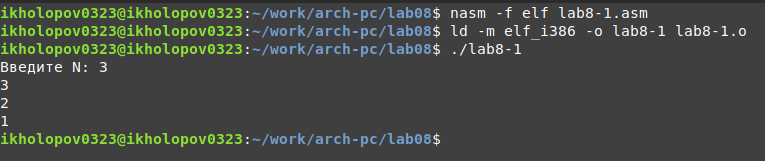 ikholopov0323@ikholopov0323:~/work/arch-pc/lab08$ nasm -f elf lab8-1.asm
ikholopov0323@ikholopov0323:~/work/arch-pc/lab08$ ld -m elf_i386 -o lab8-1 lab8-1.o
ikholopov0323@ikholopov0323:~/work/arch-pc/lab08$ ./lab8-1
Введите N: 3
3
2
1
ikholopov0323@ikholopov0323:~/work/arch-pc/lab08$